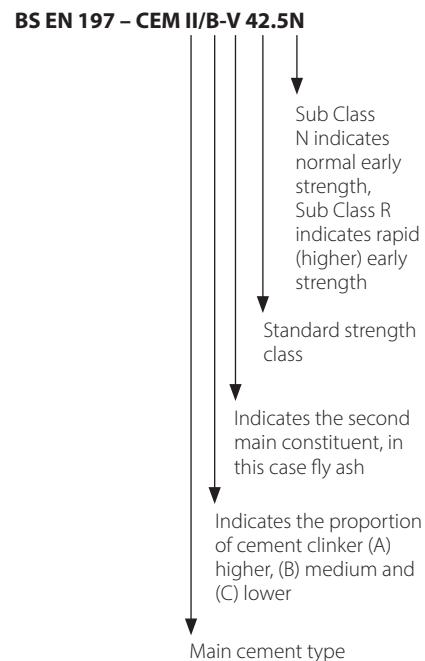 BS EN 197 – CEM II/B-V 42.5N
Sub Class
N indicates
normal early
strength,
Sub Class R
indicates rapid
(higher) early
strength
Standard strength
class
Indicates the second
main constituent, in
this case fly ash
Indicates the proportion
of cement clinker (A)
higher, (B) medium and
(C) lower
Main cement type